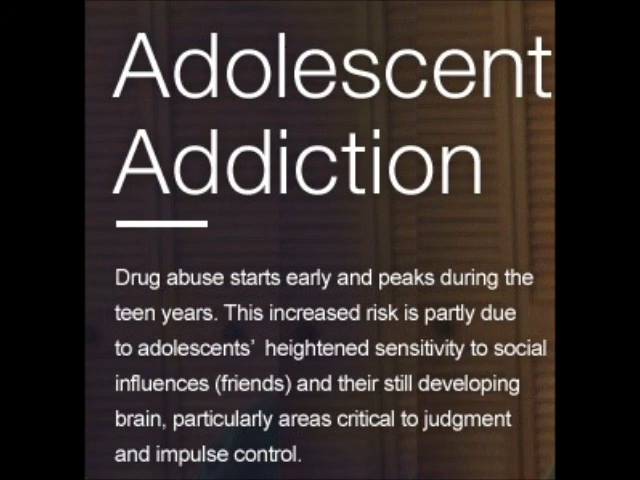 Adolescent
Addiction
Drug abuse starts early and peaks during the
teen years. This increased risk is partly due
to adolescents’ heightened sensitivity to social
influences (friends) and their still developing
brain, particularly areas critical to judgment
and impulse control.